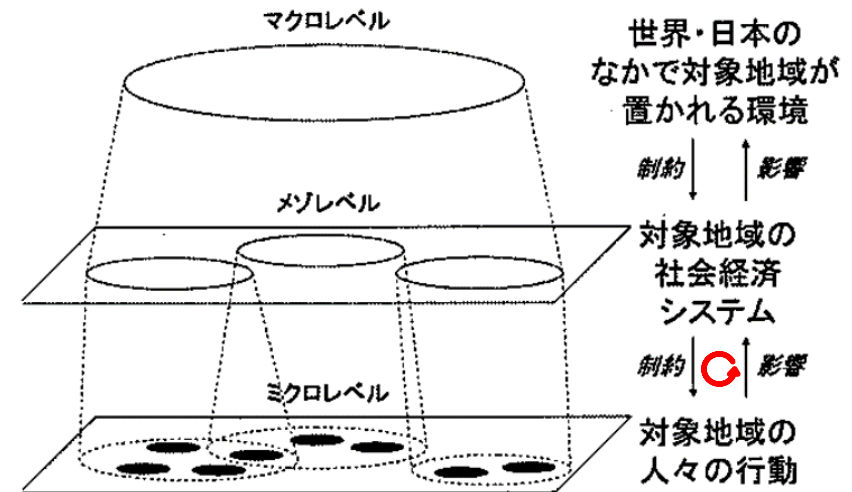 マクロレベル
世界・日本の
なかで対象地域が
置かれる環境
制約
影響
メゾレベル
対象地域の
社会経済
システム
制約
影響
ミクロレベル
対象地域の
人々の行動